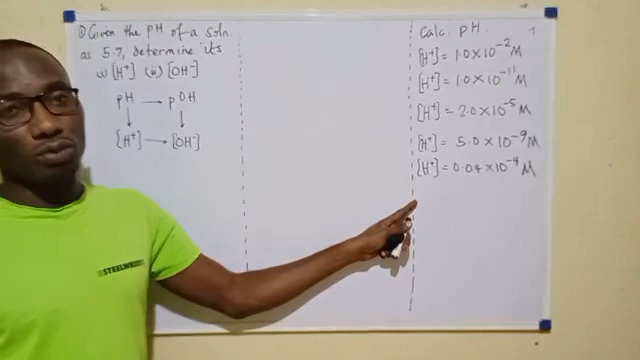 ① Given the PH of a soln.
as 5.7, determine its
(i) [H⁺] (ii) [OH⁻]
pH → pOH
↓ ↓
[H⁺] → [OH⁻]
Calc. pH.
[H⁺] = 1.0 × 10⁻² M
[H⁺] = 1.0 × 10⁻¹¹ M
[H⁺] = 2.0 × 10⁻⁵ M
[H⁺] = 5.0 × 10⁻⁹ M
[H⁺] = 0.04 × 10⁻⁴ M